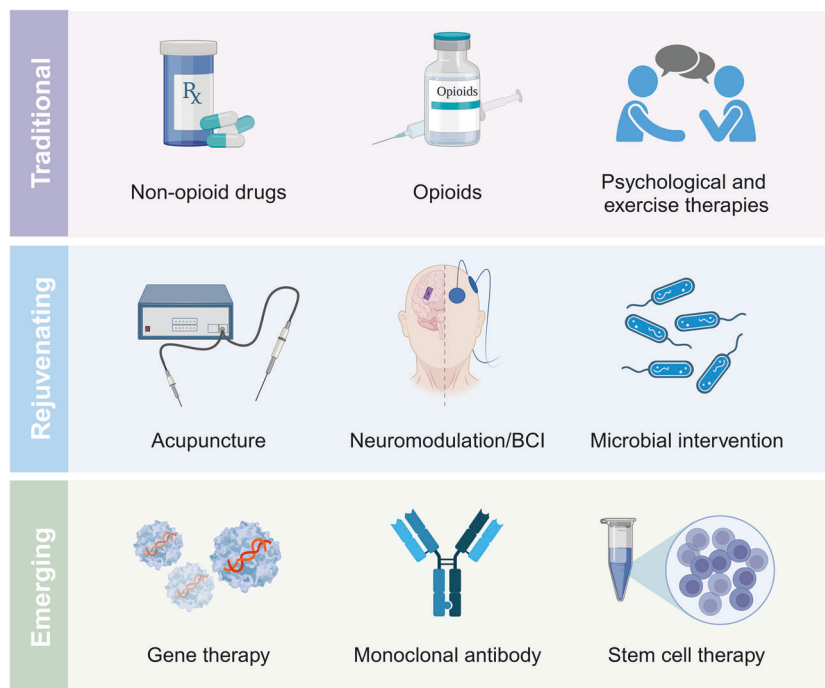 Traditional
Rx
Opioids
Non-opioid drugs
Opioids
Psychological and
exercise therapies
Rejuvenating
Acupuncture
Neuromodulation/BCI
Microbial intervention
Emerging
Gene therapy
Monoclonal antibody
Stem cell therapy